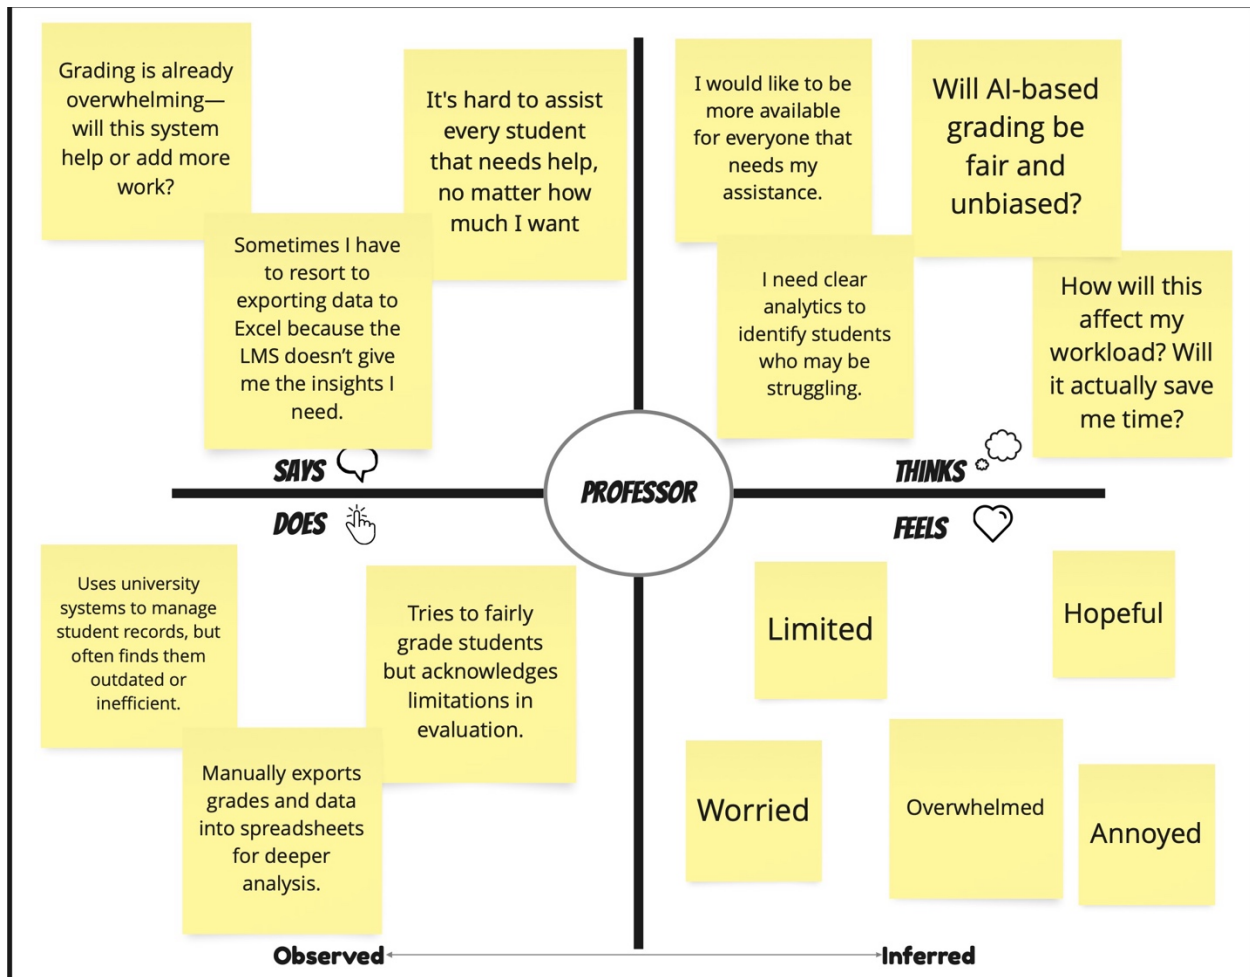 Grading is already
overwhelming—
will this system
help or add more
work?
It's hard to assist
every student
that needs help,
no matter how
much I want
Sometimes I have
to resort to
exporting data to
Excel because the
LMS doesn’t give
me the insights I
need.
SAYS
I would like to be
more available
for everyone that
needs my
assistance.
Will AI-based
grading be
fair and
unbiased?
I need clear
analytics to
identify students
who may be
struggling.
How will this
affect my
workload? Will
it actually save
me time?
THINKS
PROFESSOR
DOES
Uses university
systems to manage
student records, but
often finds them
outdated or
inefficient.
Tries to fairly
grade students
but acknowledges
limitations in
evaluation.
Manually exports
grades and data
into spreadsheets
for deeper
analysis.
FEELS
Limited
Hopeful
Worried
Overwhelmed
Annoyed
Observed
Inferred